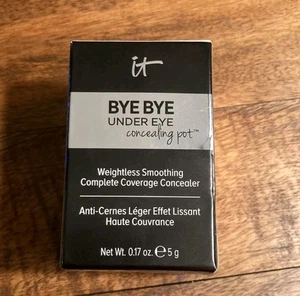 it
BYE BYE
UNDER EYE
concealing pot™
Weightless Smoothing
Complete Coverage Concealer
Anti-Cernes Léger Effet Lissant
Haute Couvrance
Net Wt. 0.17 oz. ℮ 5 g